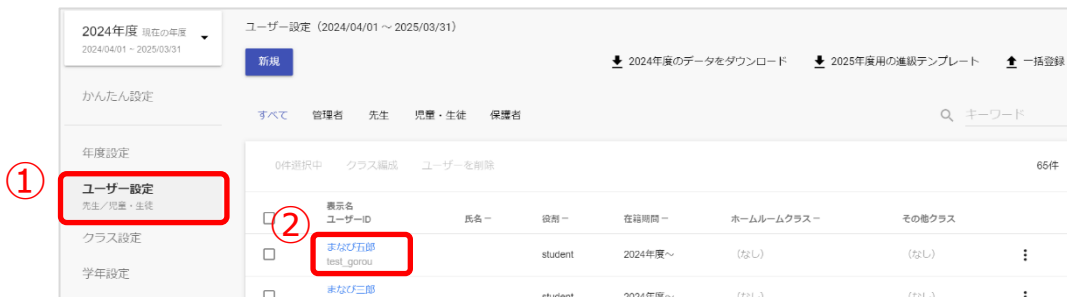 2024年度 現在の年度
2024/04/01 ~ 2025/03/31
かんたん設定
年度設定
①
ユーザー設定
先生／児童・生徒
クラス設定
学年設定
ユーザー設定（2024/04/01 ～ 2025/03/31）
新規
2024年度のデータをダウンロード 2025年度用の進級テンプレート 一括登録
すべて 管理者 先生 児童・生徒 保護者 キーワード
0件選択中 クラス編成 ユーザーを削除 65件
表示名
ユーザーID 氏名 役割 在籍期間 ホームルームクラス その他クラス
②
まなび五郎
test_gorou student 2024年度～ (なし) (なし)
まなび三郎
student 2024年度～ (なし) (なし)